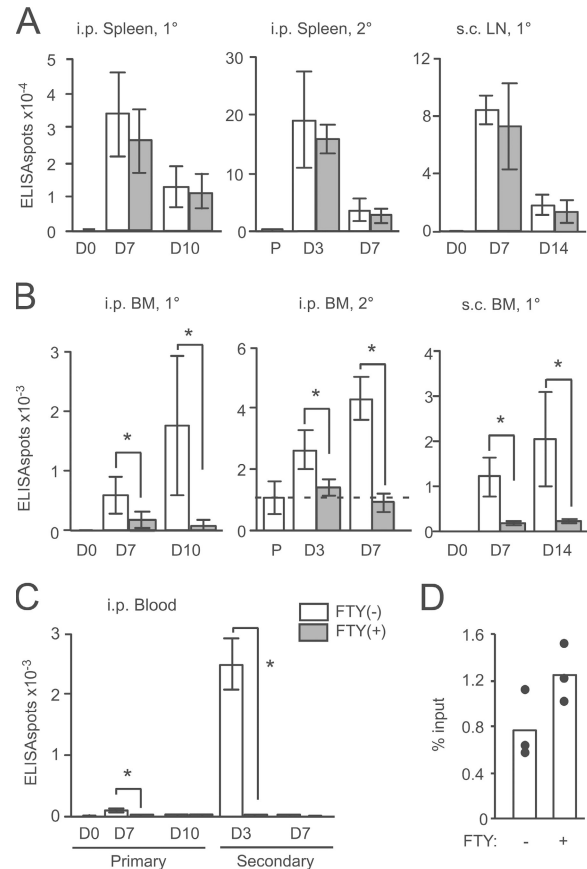 A
i.p. Spleen, 1°
i.p. Spleen, 2°
s.c. LN, 1°
ELISAspots x10-4
5
4
3
2
1
0
D0 D7 D10
30
20
10
0
P D3 D7
12
8
4
0
D0 D7 D14
B
i.p. BM, 1°
i.p. BM, 2°
s.c. BM, 1°
ELISAspots x10-3
3
2
1
0
* *
D0 D7 D10
6
4
2
0
* *
P D3 D7
4
3
2
1
0
* *
D0 D7 D14
C
i.p. Blood
FTY(-)
FTY(+)
ELISAspots x10-3
3
2
1
0
* *
D0 D7 D10 D3 D7
Primary Secondary
D
% input
1.6
1.2
0.8
0.4
0
FTY: - +